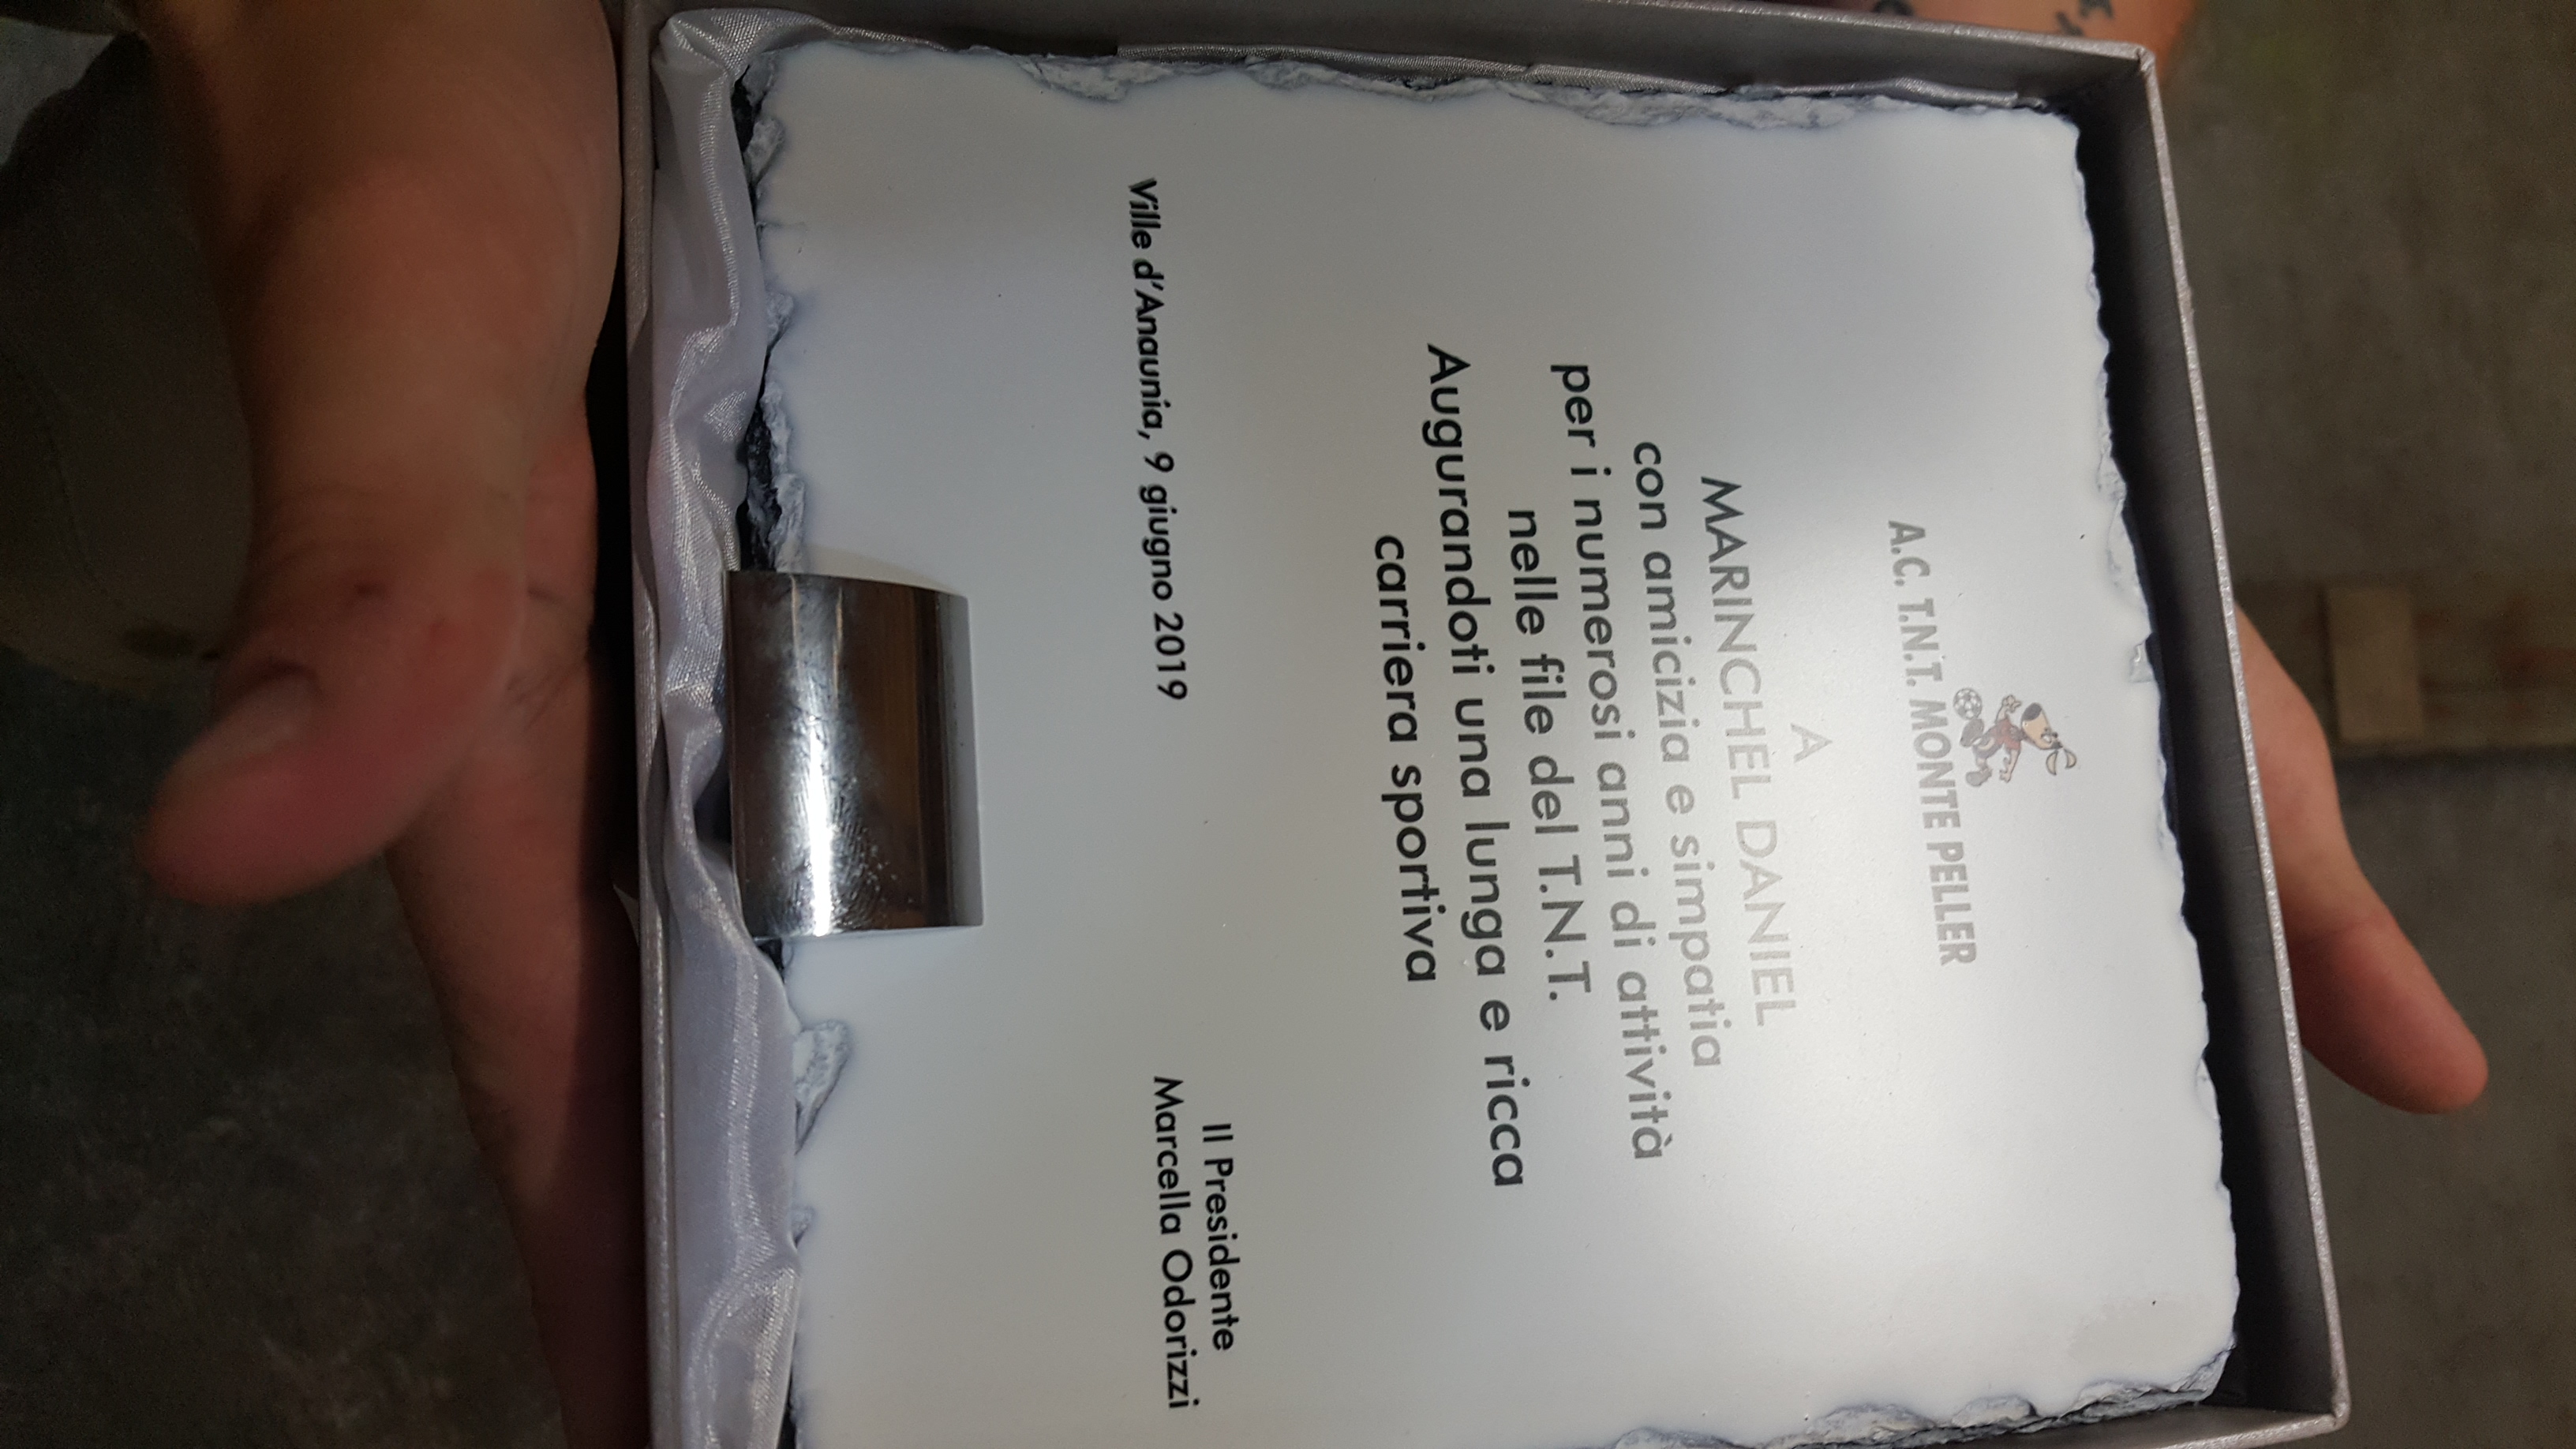 A.C. T.N.T. MONTE PELLER
A
MARINCHEL DANIEL
con amicizia e simpatia
per i numerosi anni di attività
nelle file del T.N.T.
Augurandoti una lunga e ricca
carriera sportiva
Il Presidente
Ville d'Anaunia, 9 giugno 2019
Marcella Odorizzi